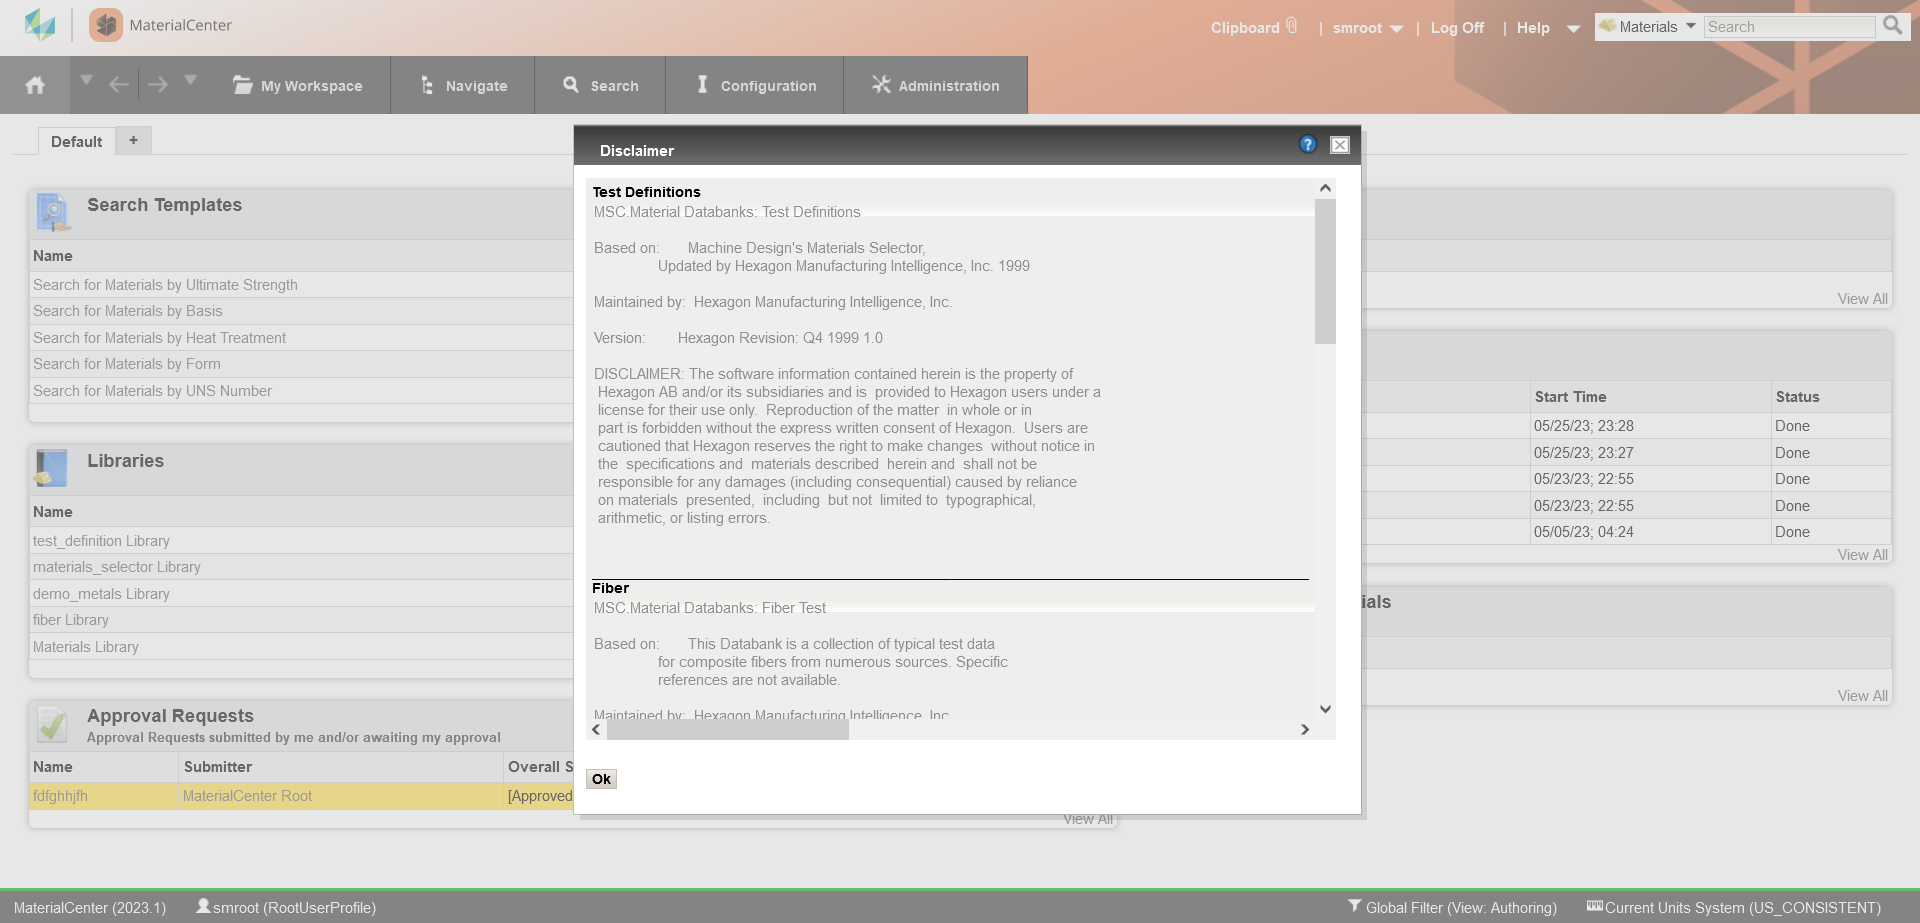 MaterialCenter
Clipboard | smroot | Log Off | Help
Materials
Search
My Workspace
Navigate
Search
Configuration
Administration
Default
+
Search Templates
Name
Search for Materials by Ultimate Strength
Search for Materials by Basis
Search for Materials by Heat Treatment
Search for Materials by Form
Search for Materials by UNS Number
Libraries
Name
test_definition Library
materials_selector Library
demo_metals Library
fiber Library
Materials Library
Approval Requests
Approval Requests submitted by me and/or awaiting my approval
Name Submitter Overall S
fdfghhjfh MaterialCenter Root [Approved
View All
Disclaimer
?
Test Definitions
MSC.Material Databanks: Test Definitions
Based on: Machine Design's Materials Selector,
Updated by Hexagon Manufacturing Intelligence, Inc. 1999
Maintained by: Hexagon Manufacturing Intelligence, Inc.
Version: Hexagon Revision: Q4 1999 1.0
DISCLAIMER: The software information contained herein is the property of
Hexagon AB and/or its subsidiaries and is provided to Hexagon users under a
license for their use only. Reproduction of the matter in whole or in
part is forbidden without the express written consent of Hexagon. Users are
cautioned that Hexagon reserves the right to make changes without notice in
the specifications and materials described herein and shall not be
responsible for any damages (including consequential) caused by reliance
on materials presented, including but not limited to typographical,
arithmetic, or listing errors.
Fiber
MSC.Material Databanks: Fiber Test
Based on: This Databank is a collection of typical test data
for composite fibers from numerous sources. Specific
references are not available.
Maintained by: Hexagon Manufacturing Intelligence, Inc
Ok
View All
Start Time Status
05/25/23; 23:28 Done
05/25/23; 23:27 Done
05/23/23; 22:55 Done
05/23/23; 22:55 Done
05/05/23; 04:24 Done
View All
ials
View All
MaterialCenter (2023.1)
smroot (RootUserProfile)
Global Filter (View: Authoring)
Current Units System (US_CONSISTENT)